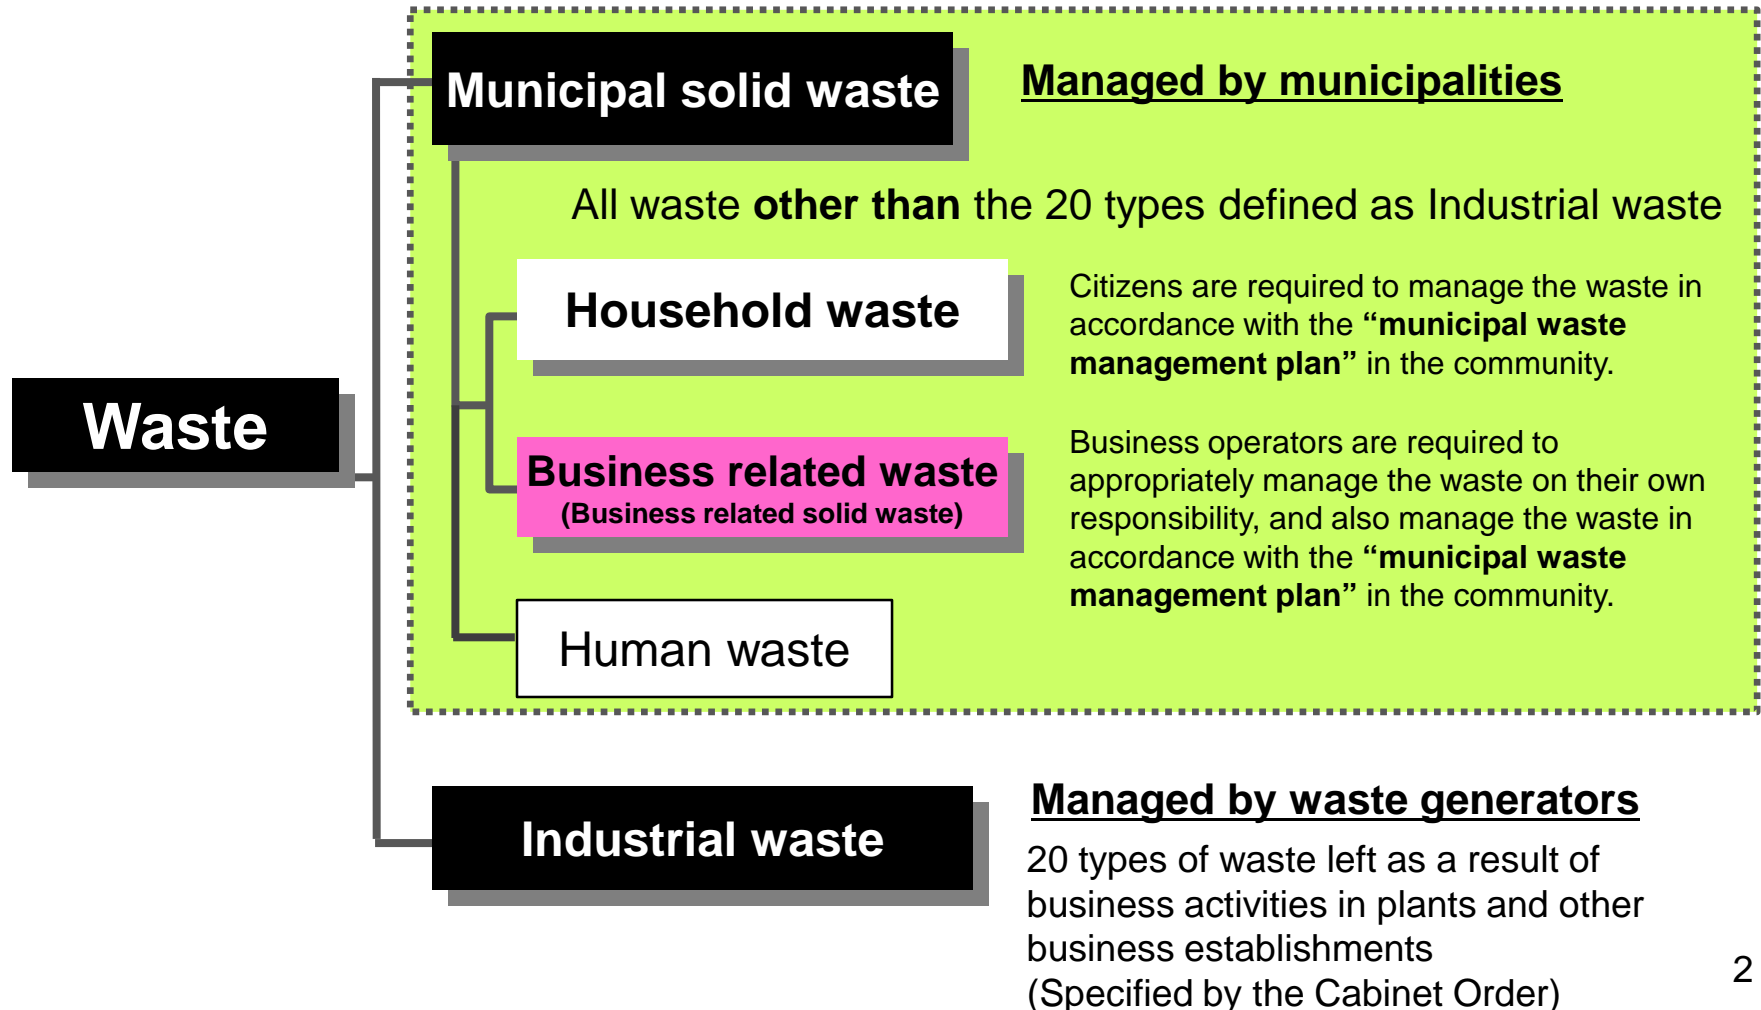 Municipal solid waste
Managed by municipalities
All waste other than the 20 types defined as Industrial waste
Household waste
Citizens are required to manage the waste in
accordance with the “municipal waste
management plan” in the community.
Waste
Business related waste
(Business related solid waste)
Business operators are required to
appropriately manage the waste on their own
responsibility, and also manage the waste in
accordance with the “municipal waste
management plan” in the community.
Human waste
Industrial waste
Managed by waste generators
20 types of waste left as a result of
business activities in plants and other
business establishments
(Specified by the Cabinet Order)
2